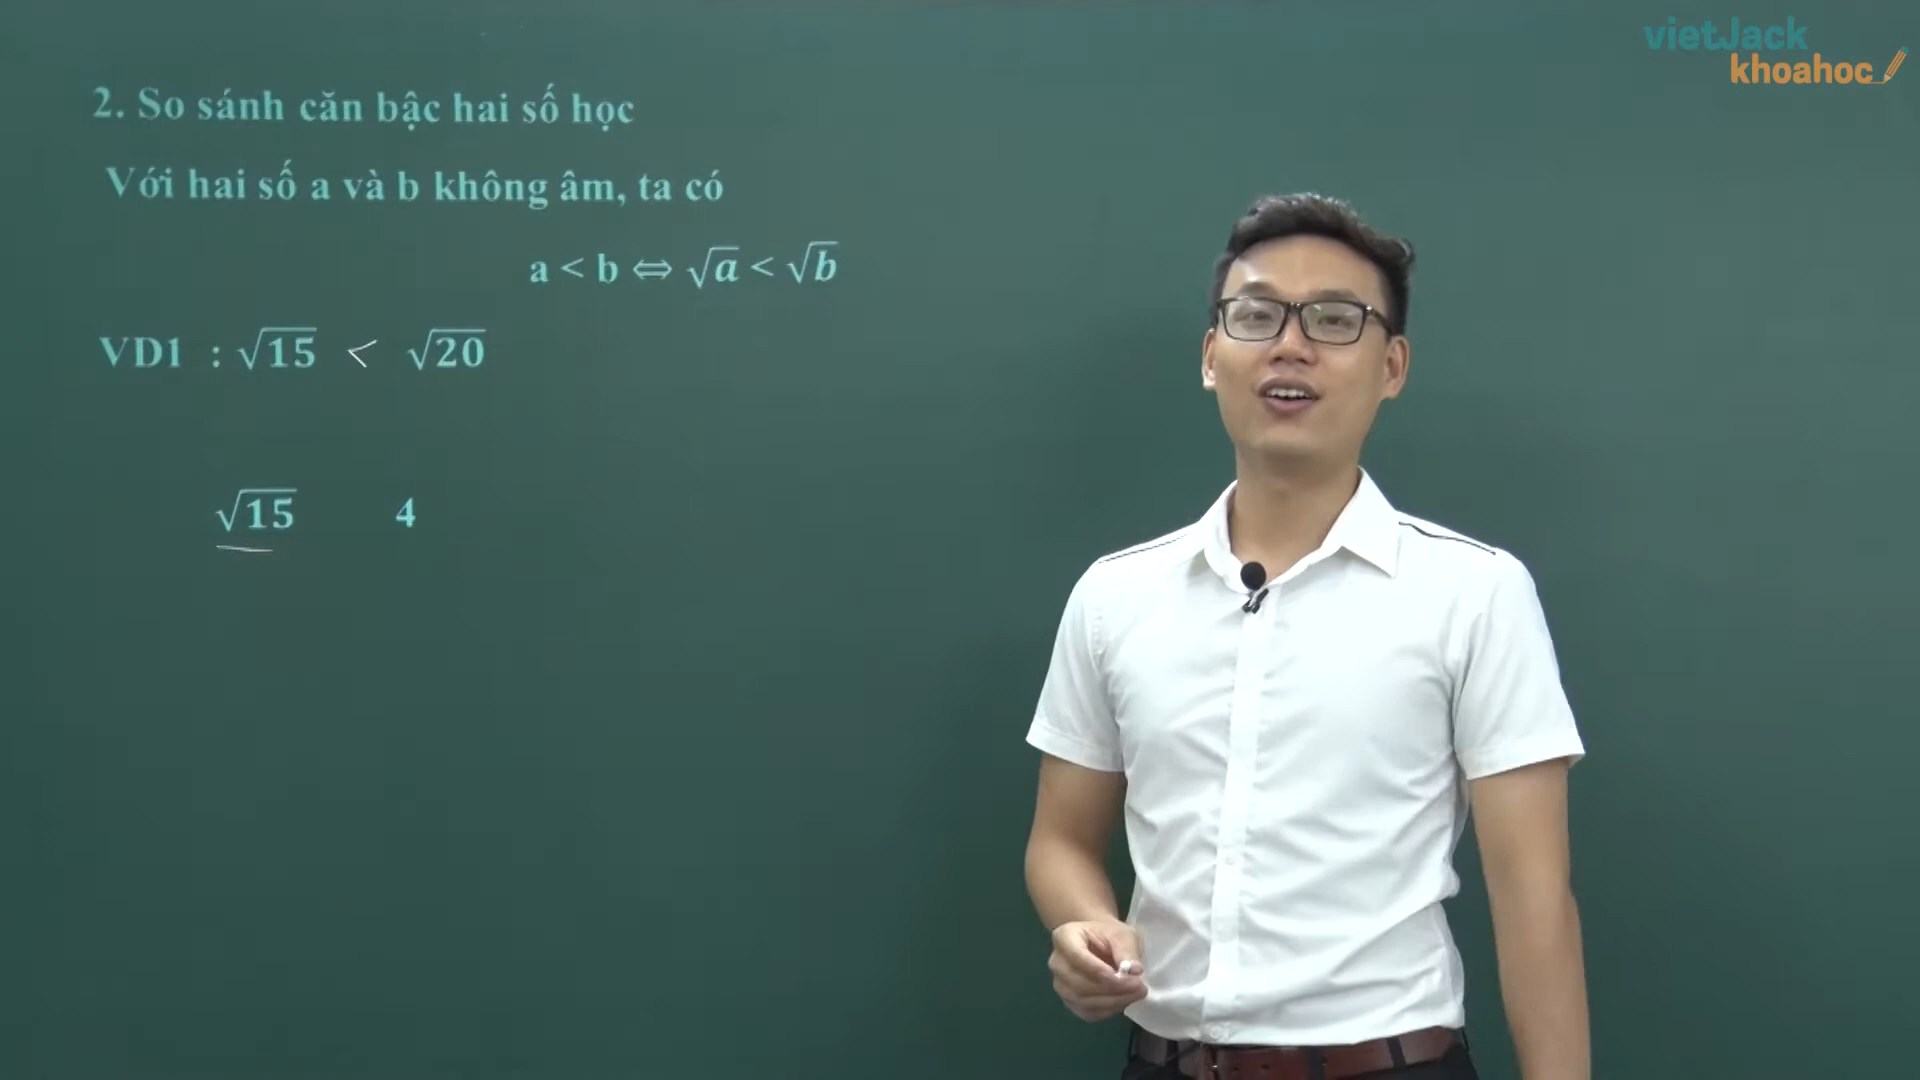 vietJack
khoahoc
2. So sánh căn bậc hai số học
Với hai số a và b không âm, ta có
a < b ⇔ √a < √b
VD1 : √15 < √20
√15 4